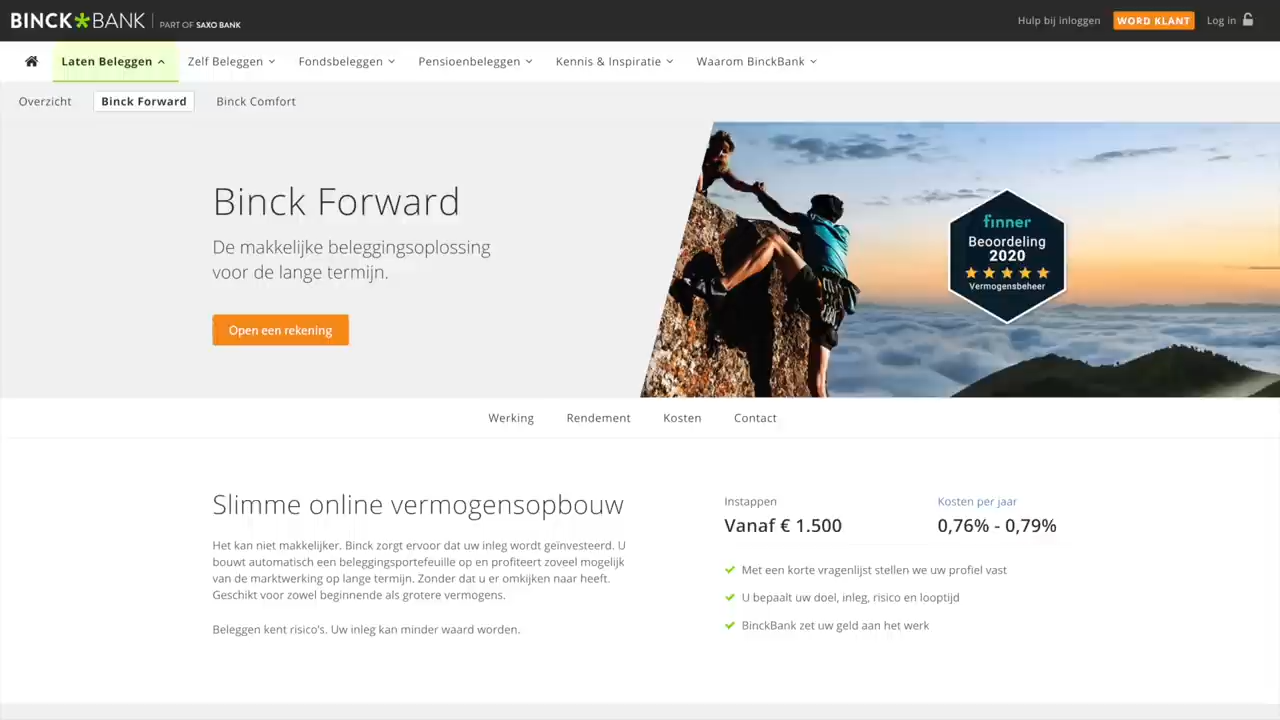 BINCK*BANK PART OF SAXO BANK
Hulp bij inloggen WORD KLANT Log in
Laten Beleggen Zelf Beleggen Fondsbeleggen Pensioenbeleggen Kennis & Inspiratie Waarom BinckBank
Overzicht Binck Forward Binck Comfort
Binck Forward
De makkelijke beleggingsoplossing
voor de lange termijn.
Open een rekening
finner
Beoordeling
2020
Vermogensbeheer
Werking Rendement Kosten Contact
Slimme online vermogensopbouw
Het kan niet makkelijker. Binck zorgt ervoor dat uw inleg wordt geïnvesteerd. U
bouwt automatisch een beleggingsportefeuille op en profiteert zoveel mogelijk
van de marktwerking op lange termijn. Zonder dat u er omkijken naar heeft.
Geschikt voor zowel beginnende als grotere vermogens.
Beleggen kent risico's. Uw inleg kan minder waard worden.
Instappen
Vanaf € 1.500
Kosten per jaar
0,76% - 0,79%
Met een korte vragenlijst stellen we uw profiel vast
U bepaalt uw doel, inleg, risico en looptijd
BinckBank zet uw geld aan het werk